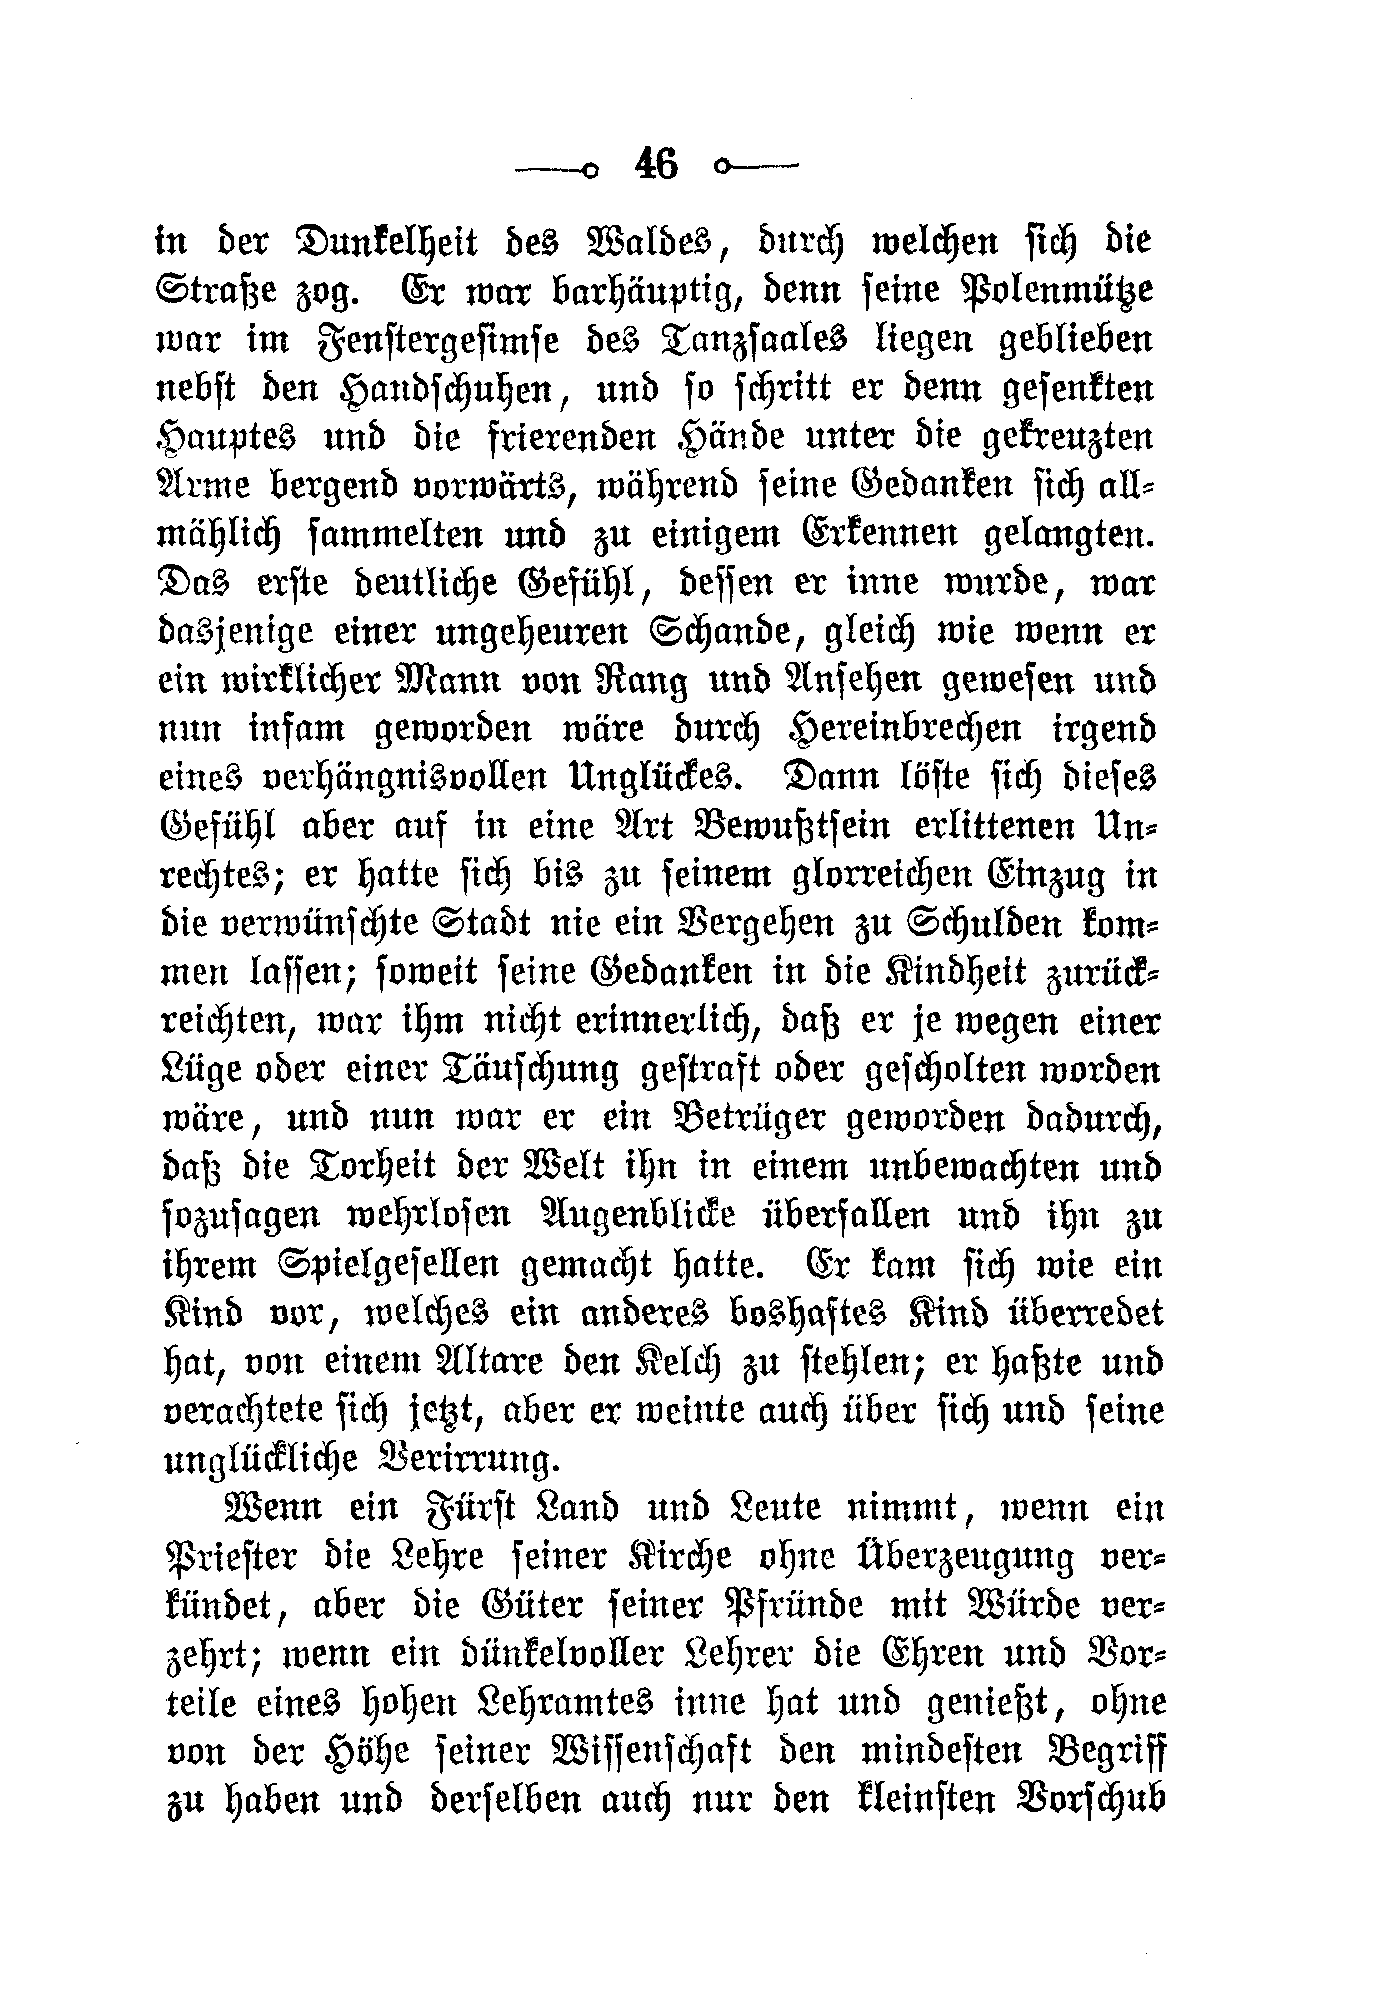 46
in der Dunkelheit des Waldes, durch welchen sich die
Straße zog. Er war barhäuptig, denn seine Polenmütze
war im Fenstergesimse des Tanzsaales liegen geblieben
nebst den Handschuhen, und so schritt er denn gesenkten
Hauptes und die frierenden Hände unter die gekreuzten
Arme bergend vorwärts, während seine Gedanken sich all-
mählich sammelten und zu einigem Erkennen gelangten.
Das erste deutliche Gefühl, dessen er inne wurde, war
dasjenige einer ungeheuren Schande, gleich wie wenn er
ein wirklicher Mann von Rang und Ansehen gewesen und
nun infam geworden wäre durch Hereinbrechen irgend
eines verhängnisvollen Unglückes. Dann löste sich dieses
Gefühl aber auf in eine Art Bewußtsein erlittenen Un-
rechtes; er hatte sich bis zu seinem glorreichen Einzug in
die verwünschte Stadt nie ein Vergehen zu Schulden kom-
men lassen; soweit seine Gedanken in die Kindheit zurück-
reichten, war ihm nicht erinnerlich, daß er je wegen einer
Lüge oder einer Täuschung gestraft oder gescholten worden
wäre, und nun war er ein Betrüger geworden dadurch,
daß die Torheit der Welt ihn in einem unbewachten und
sozusagen wehrlosen Augenblicke überfallen und ihn zu
ihrem Spielgesellen gemacht hatte. Er kam sich wie ein
Kind vor, welches ein anderes boshaftes Kind überredet
hat, von einem Altare den Kelch zu stehlen; er haßte und
verachtete sich jetzt, aber er weinte auch über sich und seine
unglückliche Verirrung.
Wenn ein Fürst Land und Leute nimmt, wenn ein
Priester die Lehre seiner Kirche ohne Überzeugung ver-
kündet, aber die Güter seiner Pfründe mit Würde ver-
zehrt; wenn ein dünkelvoller Lehrer die Ehren und Vor-
teile eines hohen Lehramtes inne hat und genießt, ohne
von der Höhe seiner Wissenschaft den mindesten Begriff
zu haben und derselben auch nur den kleinsten Vorschub